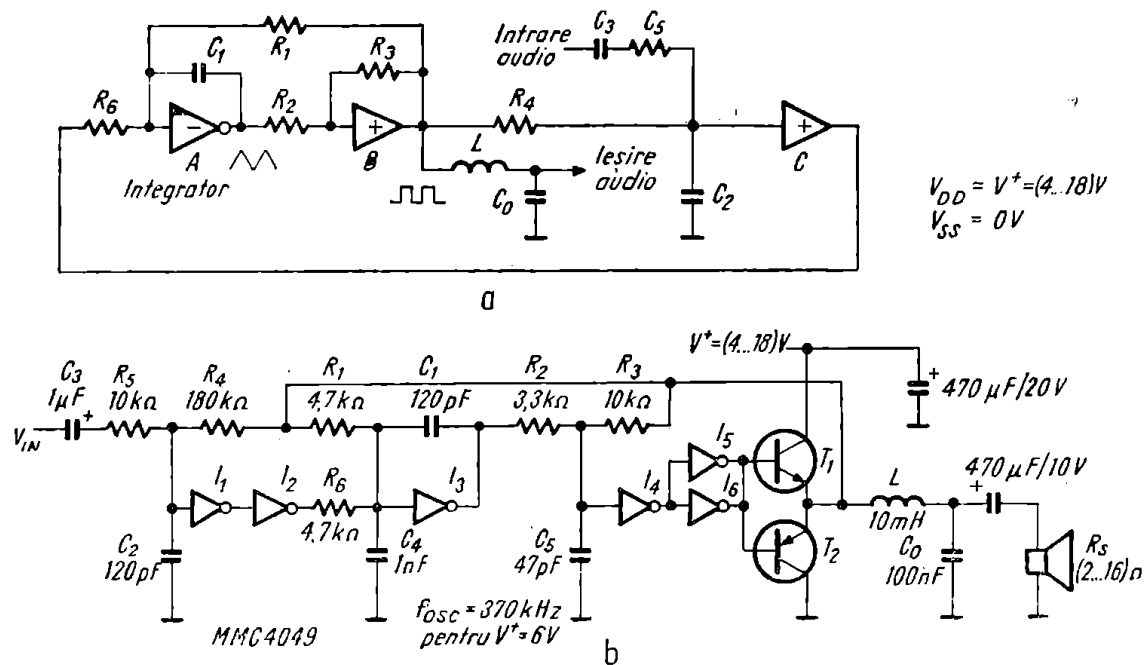 R1
C1
R3
Intrare
audio
C3
C5
R6
R2
R4
A
B
C
Integrator
L
C0
Ieşire
audio
C2
VDD = V+ = (4...18)V
VSS = 0V
a
V+ = (4...18)V
470 µF/20V
C3
1µF
R5
10kΩ
R4
180kΩ
R1
4,7kΩ
C1
120pF
R2
3,3kΩ
R3
10kΩ
VIN
I1
I2
R6
4,7kΩ
I3
I4
I5
I6
T1
T2
L
10mH
470µF/10V
C2
120pF
C4
1nF
C5
47pF
C0
100nF
RS
(2...16)Ω
MMC4049
fosc = 370kHz
pentru V+ = 6V
b